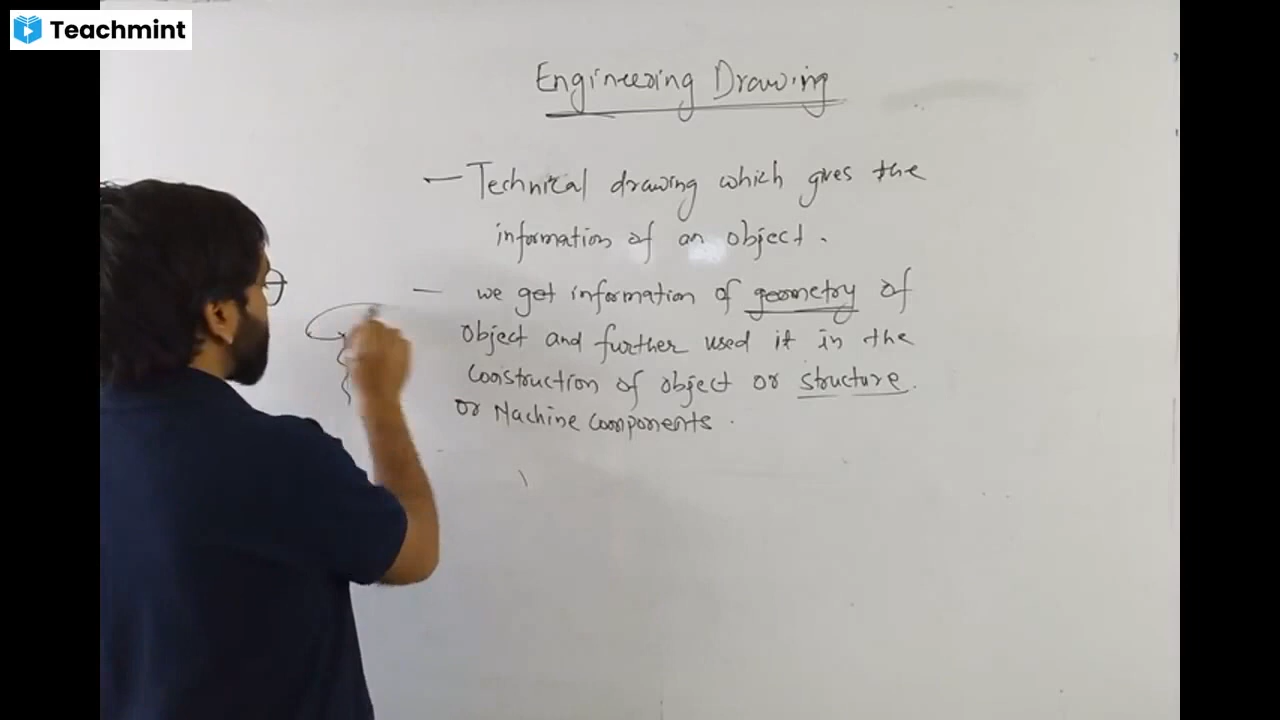 Teachmint
Engineering Drawing
- Technical drawing which gives the
information of an object.
- we get information of geometry of
object and further used it in the
construction of object or structure.
or Machine Components.